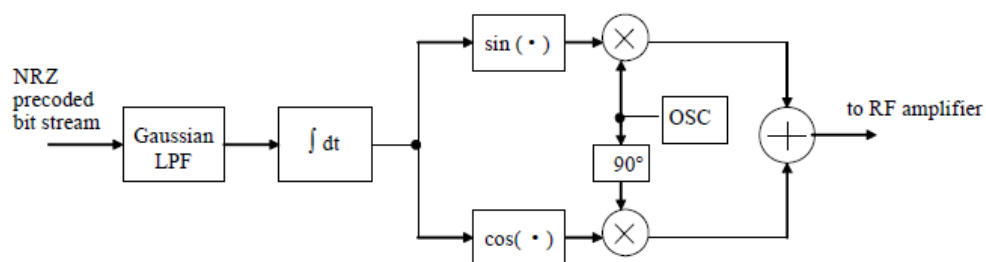 NRZ
precoded
bit stream
Gaussian
LPF
∫ dt
sin ( • )
cos( • )
OSC
90°
to RF amplifier